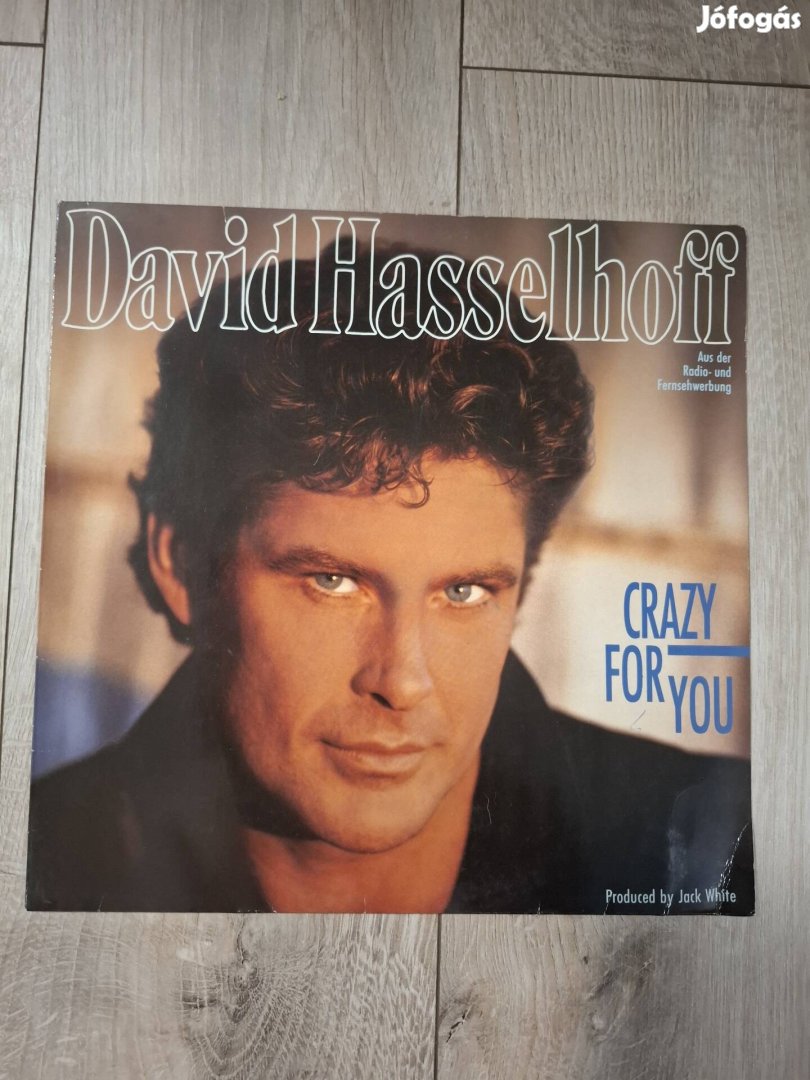 Jófogás
David Hasselhoff
Aus der
Radio- und
Fernsehwerbung
CRAZY
FOR
YOU
Produced by Jack White